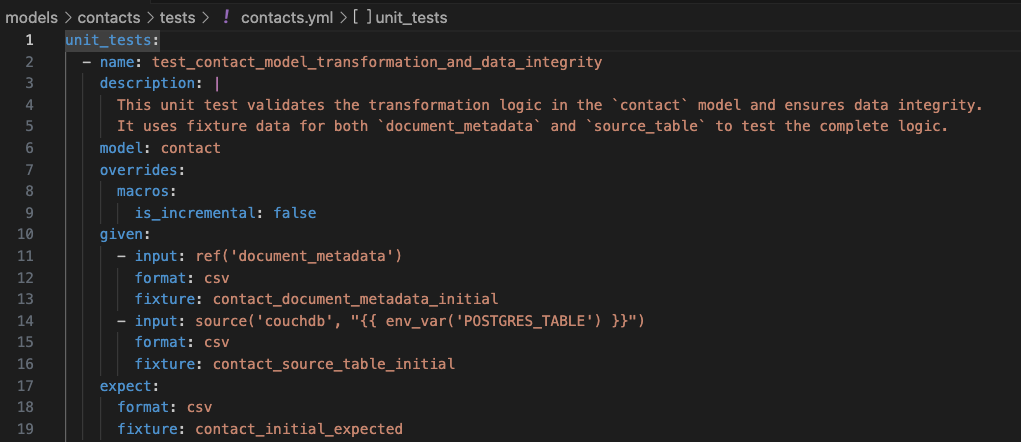 models > contacts > tests > ! contacts.yml > [ ] unit_tests
1 unit_tests:
2   - name: test_contact_model_transformation_and_data_integrity
3     description: |
4       This unit test validates the transformation logic in the `contact` model and ensures data integrity.
5       It uses fixture data for both `document_metadata` and `source_table` to test the complete logic.
6     model: contact
7     overrides:
8       macros:
9         is_incremental: false
10     given:
11       - input: ref('document_metadata')
12         format: csv
13         fixture: contact_document_metadata_initial
14       - input: source('couchdb', "{{ env_var('POSTGRES_TABLE') }}")
15         format: csv
16         fixture: contact_source_table_initial
17     expect:
18       format: csv
19       fixture: contact_initial_expected